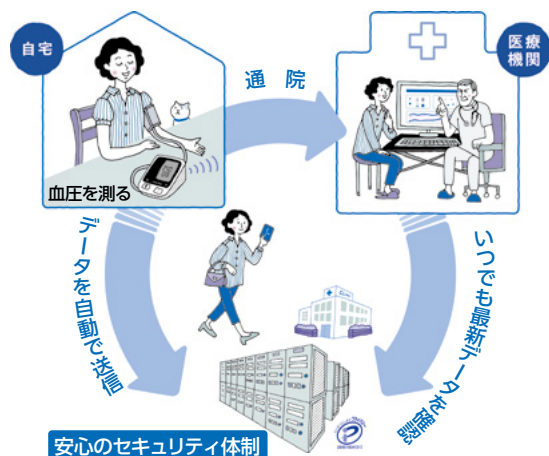 自宅
医療
機関
通院
血圧を測る
データを自動で送信
いつでも最新データを確認
安心のセキュリティ体制